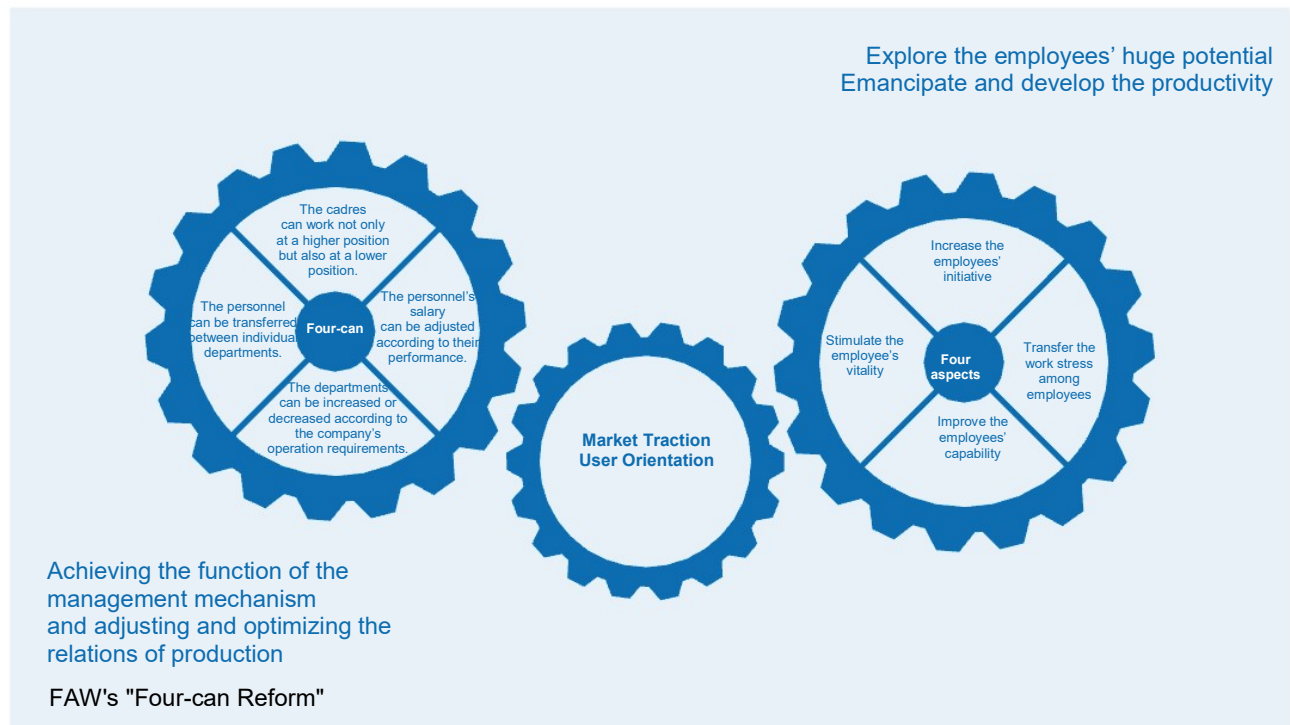 Explore the employees’ huge potential
Emancipate and develop the productivity
The cadres
can work not only
at a higher position
but also at a lower
position.
The personnel
can be transferred
between individual
departments.
Four-can
The personnel’s
salary
can be adjusted
according to their
performance.
The departments
can be increased or
decreased according to
the company’s
operation requirements.
Market Traction
User Orientation
Increase the
employees’
initiative
Stimulate the
employee’s
vitality
Four
aspects
Transfer the
work stress
among
employees
Improve the
employees’
capability
Achieving the function of the
management mechanism
and adjusting and optimizing the
relations of production
FAW's "Four-can Reform"